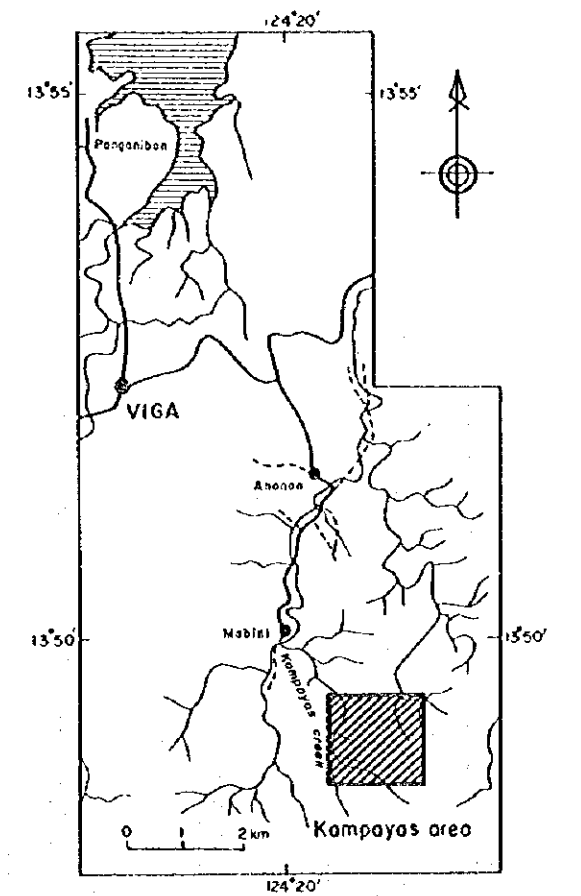 124°20'
13°55'
13°55'
Panganiban
VIGA
Ahonan
Mabini
13°50'
13°50'
Kampayas creek
Kampayas area
0 1 2 km
124°20'